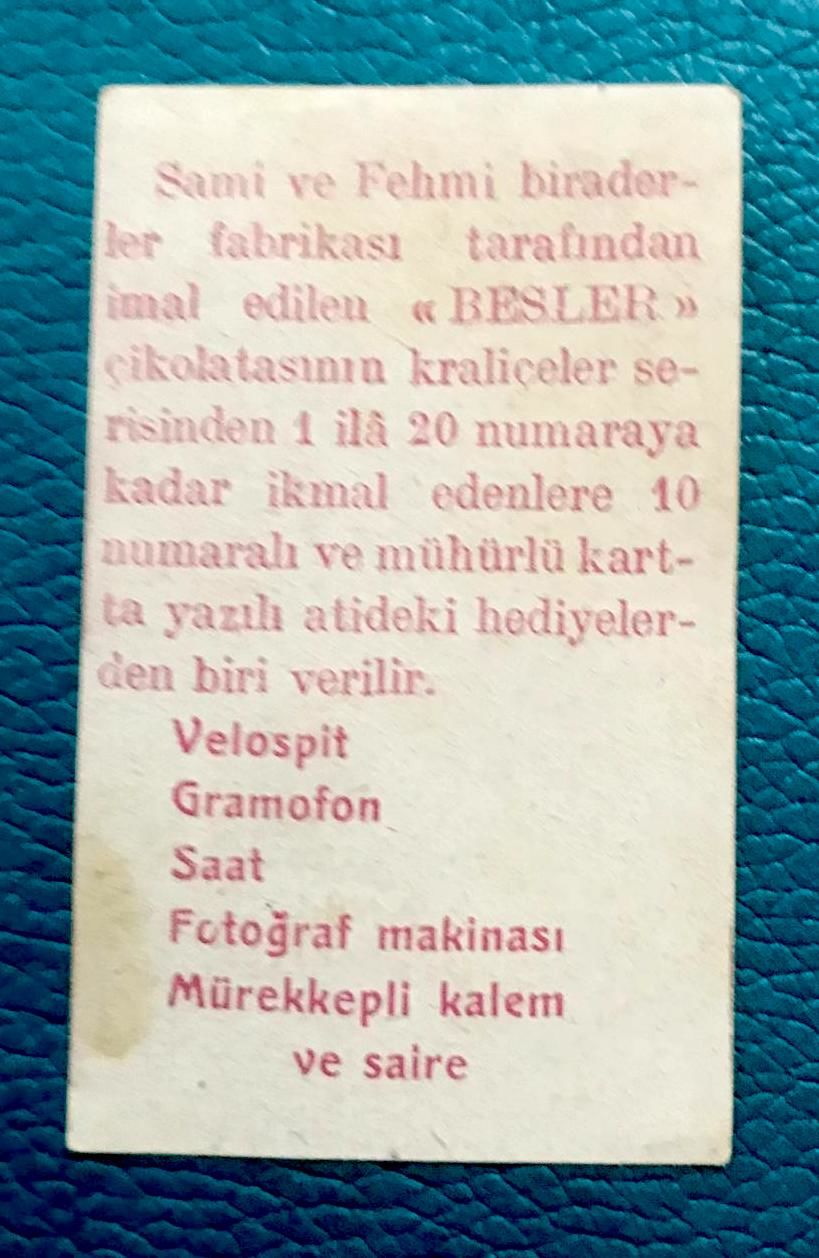 Sami ve Fehmi birader-
ler fabrikası tarafından
imal edilen « BESLER »
çikolatasının kraliçeler se-
risinden 1 ilâ 20 numaraya
kadar ikmal edenlere 10
numaralı ve mühürlü kart-
ta yazılı atideki hediyeler-
den biri verilir.
Velospit
Gramofon
Saat
Fotoğraf makinası
Mürekkepli kalem
ve saire